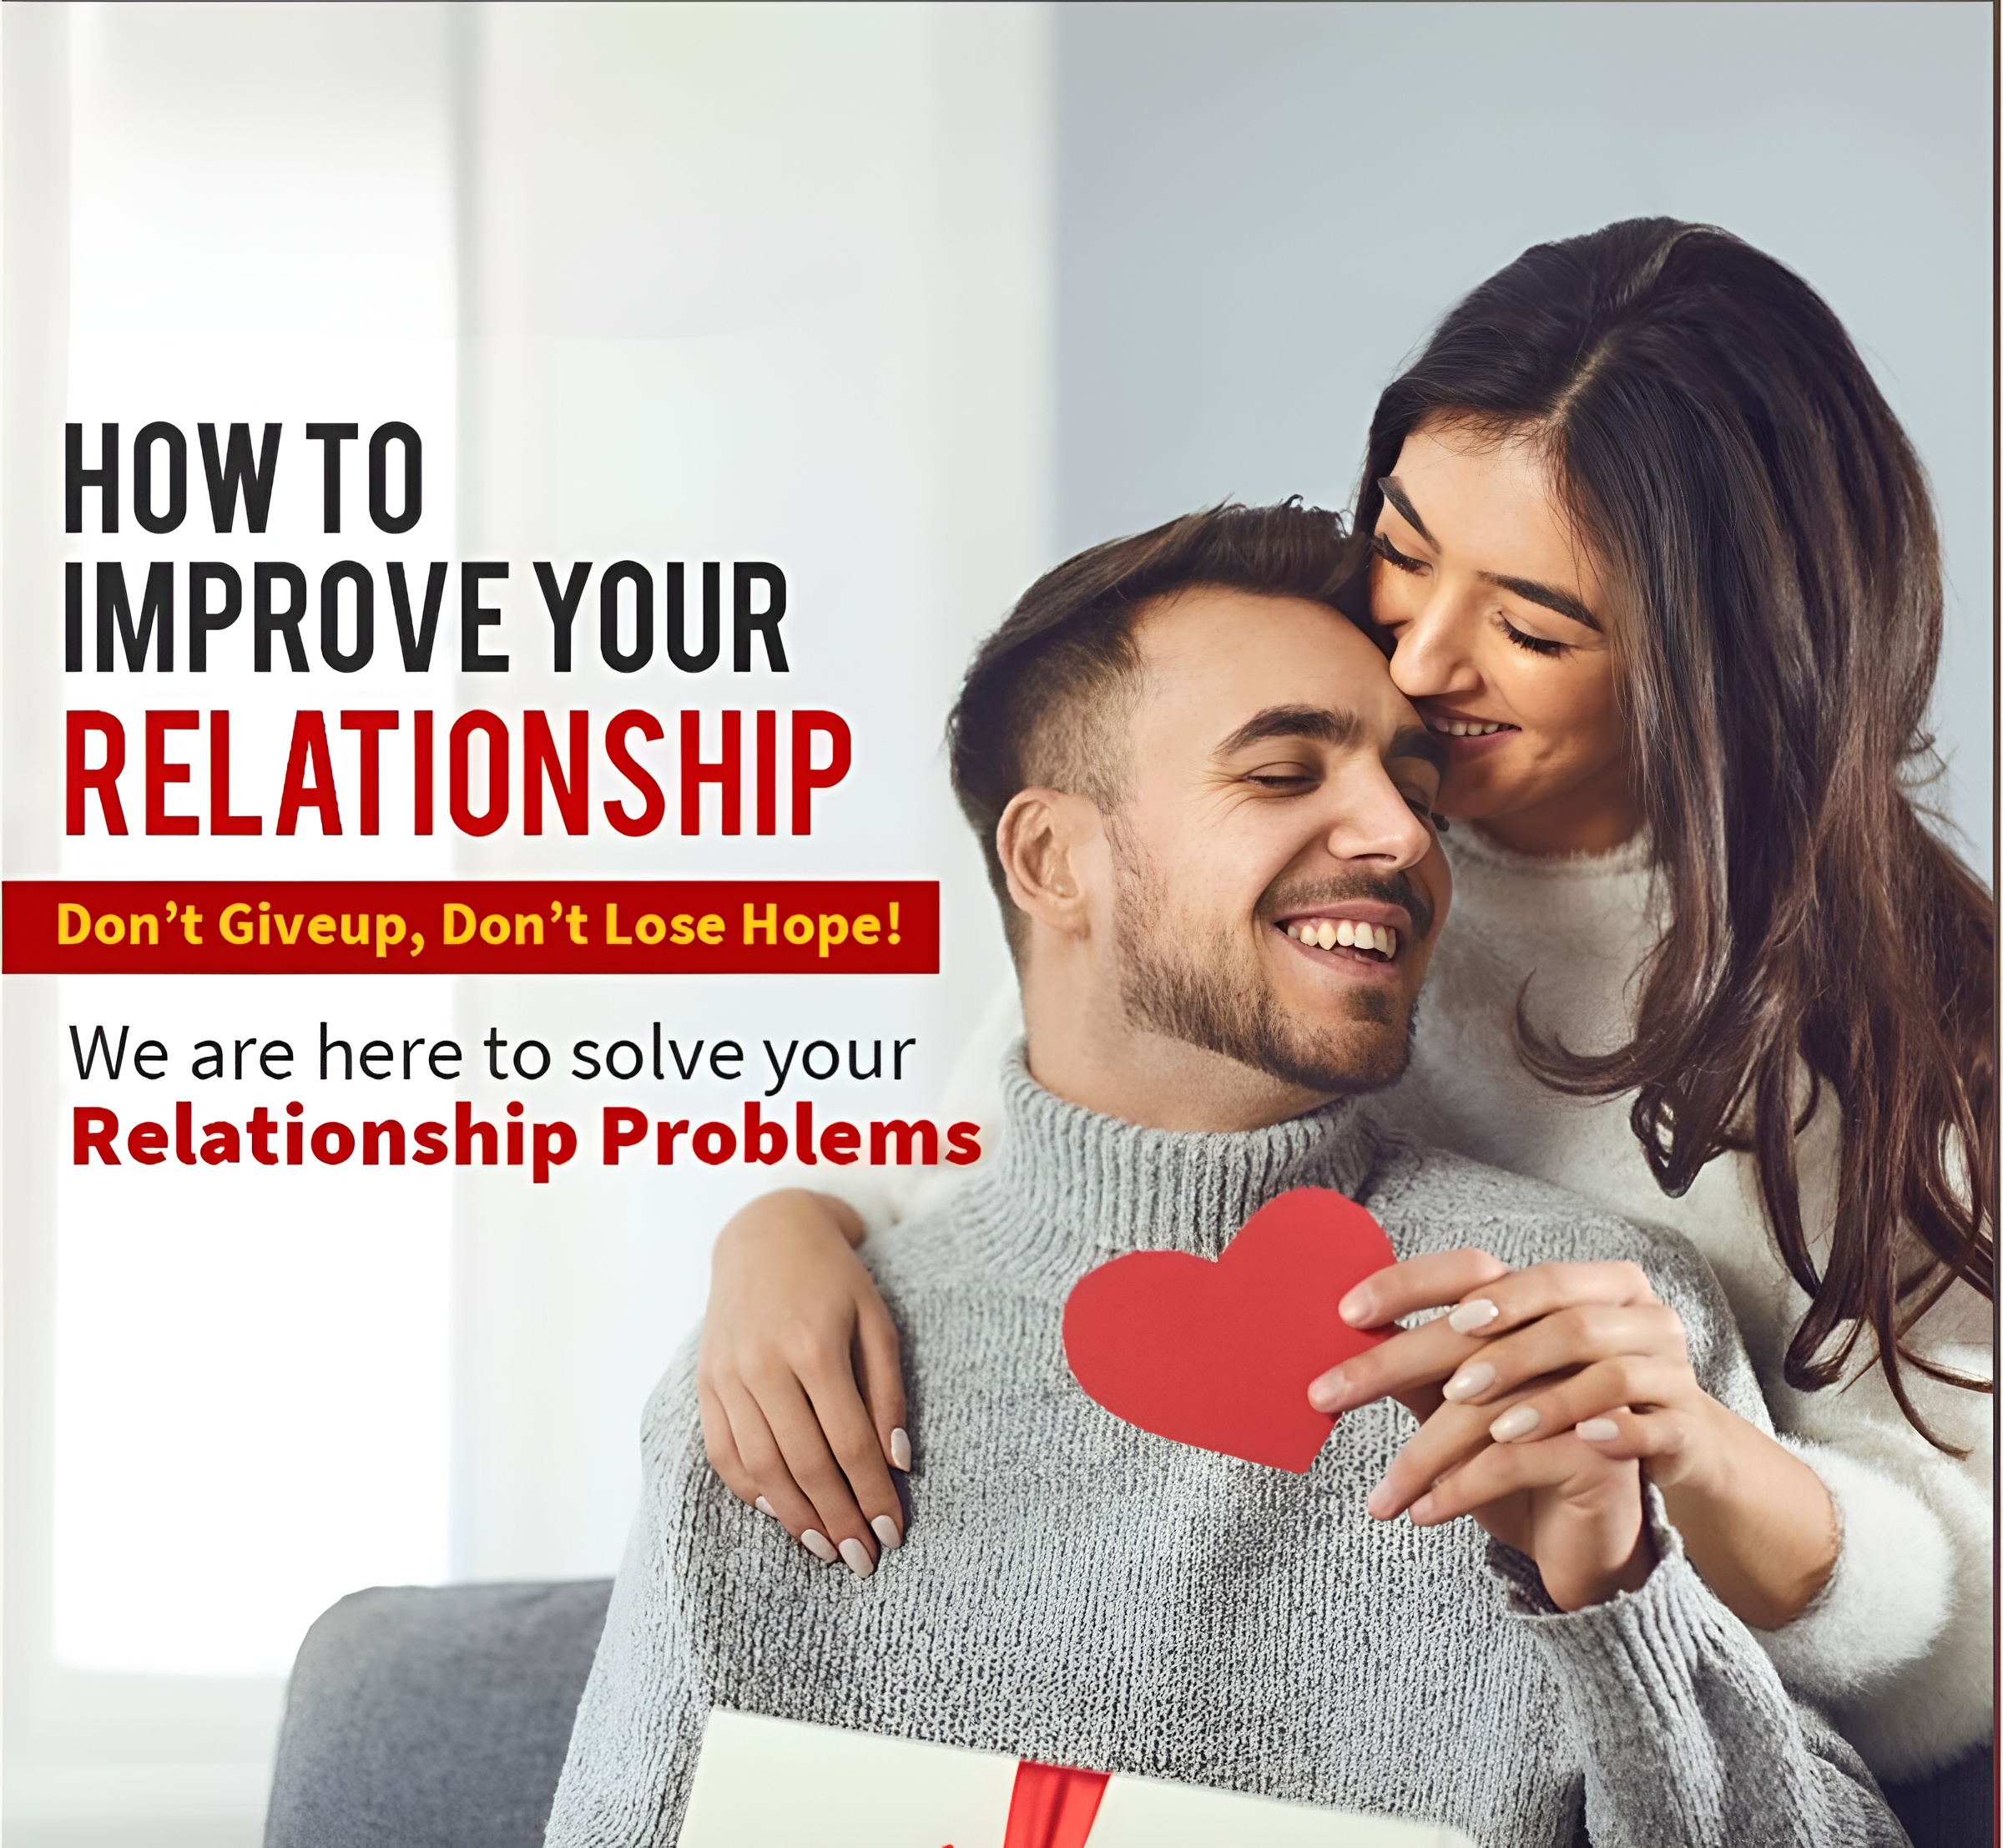 HOW TO
IMPROVE YOUR
RELATIONSHIP
Don’t Giveup, Don’t Lose Hope!
We are here to solve your
Relationship Problems